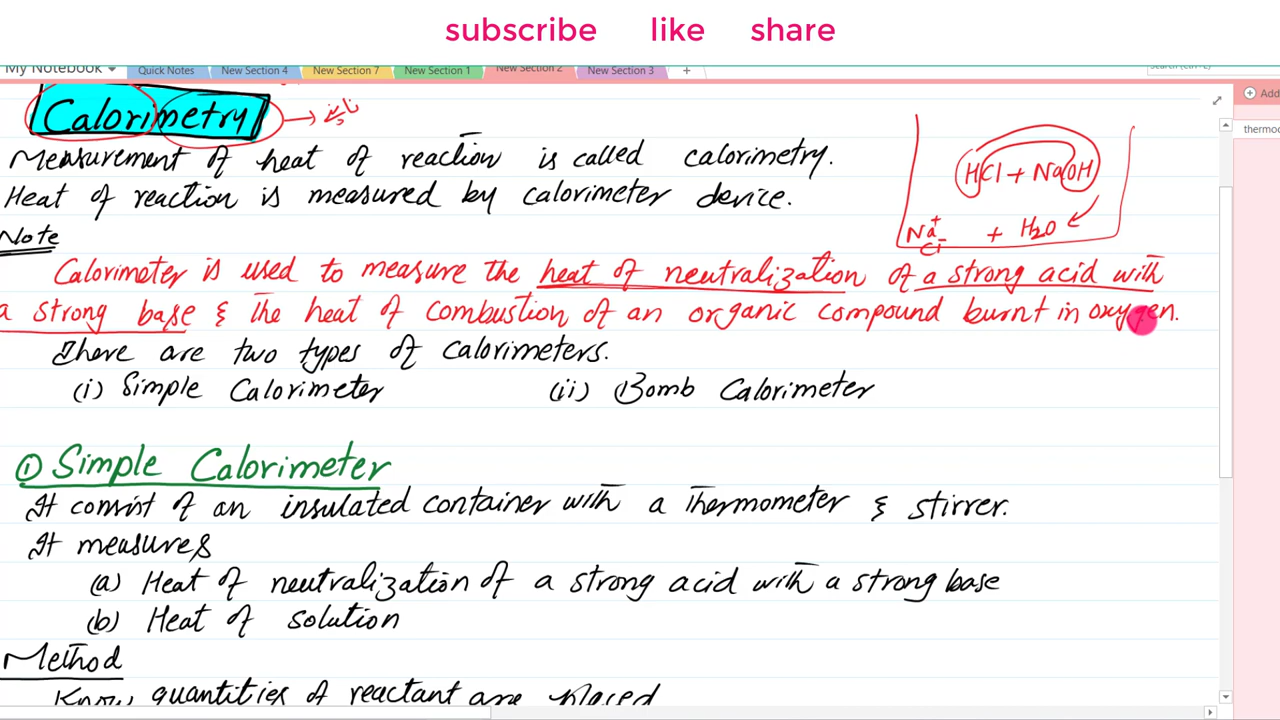 subscribe like share
My Notebook Quick Notes New Section 4 New Section 7 New Section 1 New Section 2 New Section 3 +
Search (Ctrl+E)
Add
thermod
Calorimetry →
Measurement of heat of reaction is called calorimetry.
Heat of reaction is measured by calorimeter device.
HCl + NaOH
Na+ Cl- + H2O
Note
Calorimeter is used to measure the heat of neutralization of a strong acid with
a strong base & the heat of combustion of an organic compound burnt in oxygen.
There are two types of calorimeters.
(i) Simple Calorimeter (ii) Bomb Calorimeter
① Simple Calorimeter
It consist of an insulated container with a thermometer & stirrer.
It measures
(a) Heat of neutralization of a strong acid with a strong base
(b) Heat of solution
Method
Know quantities of reactant are placed